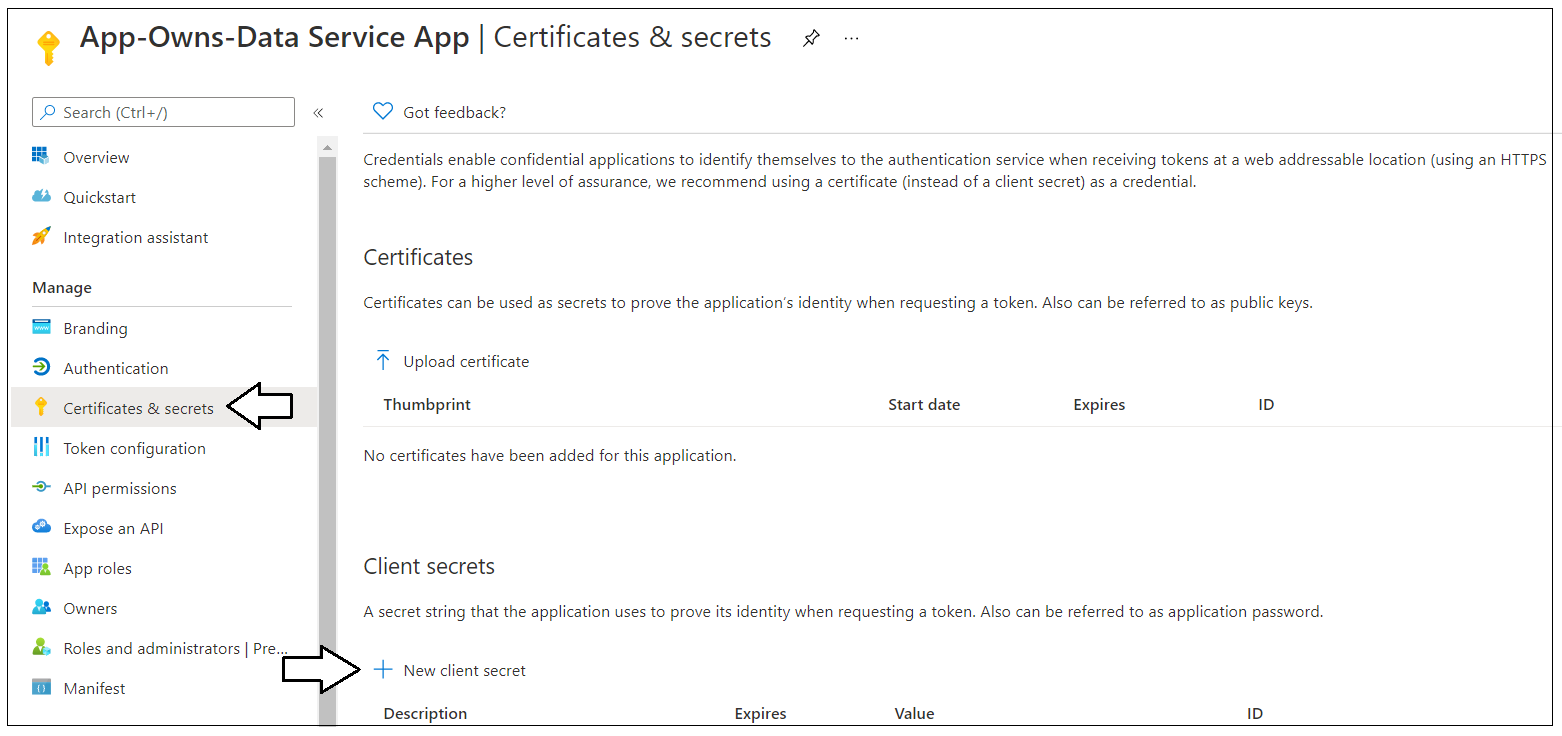 App-Owns-Data Service App | Certificates & secrets ...
Search (Ctrl+/)
«
Overview
Quickstart
Integration assistant
Manage
Branding
Authentication
Certificates & secrets
Token configuration
API permissions
Expose an API
App roles
Owners
Roles and administrators | Pre...
Manifest
Got feedback?
Credentials enable confidential applications to identify themselves to the authentication service when receiving tokens at a web addressable location (using an HTTPS
scheme). For a higher level of assurance, we recommend using a certificate (instead of a client secret) as a credential.
Certificates
Certificates can be used as secrets to prove the application's identity when requesting a token. Also can be referred to as public keys.
Upload certificate
Thumbprint Start date Expires ID
No certificates have been added for this application.
Client secrets
A secret string that the application uses to prove its identity when requesting a token. Also can be referred to as application password.
New client secret
Description Expires Value ID